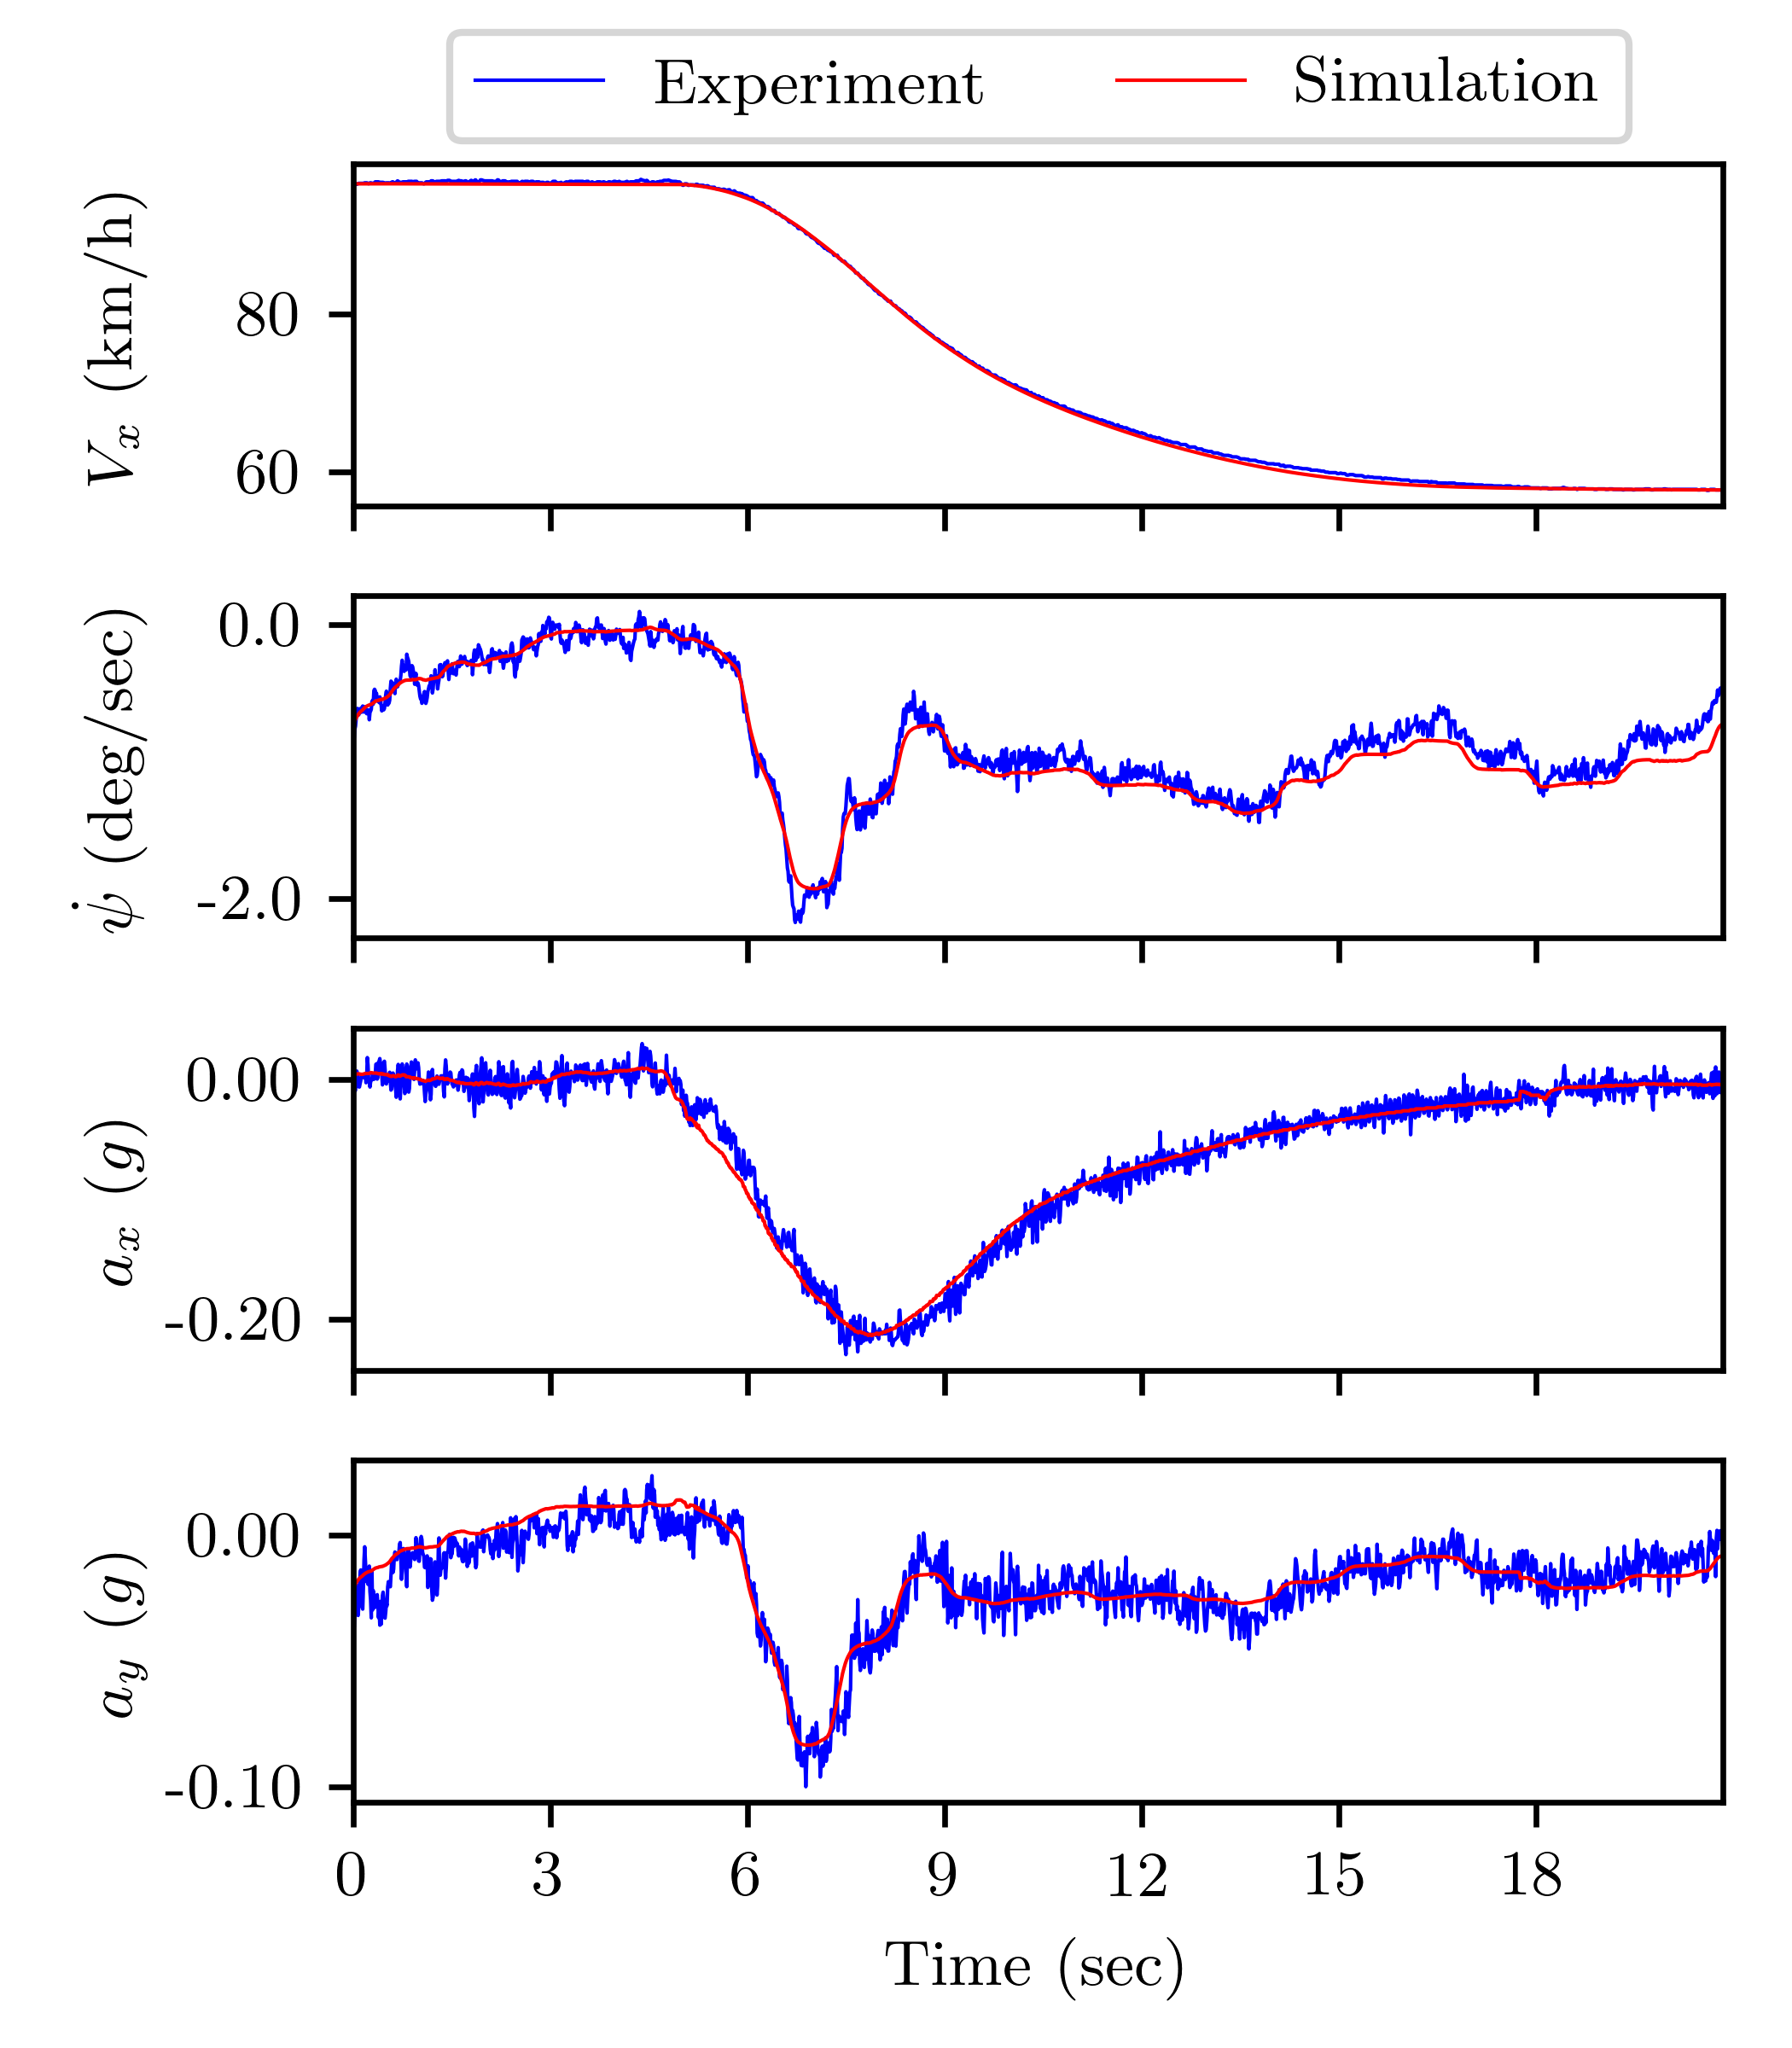 Experiment Simulation
V_x (km/h)
80
60
ψ̇ (deg/sec)
0.0
-2.0
a_x (g)
0.00
-0.20
a_y (g)
0.00
-0.10
0 3 6 9 12 15 18
Time (sec)